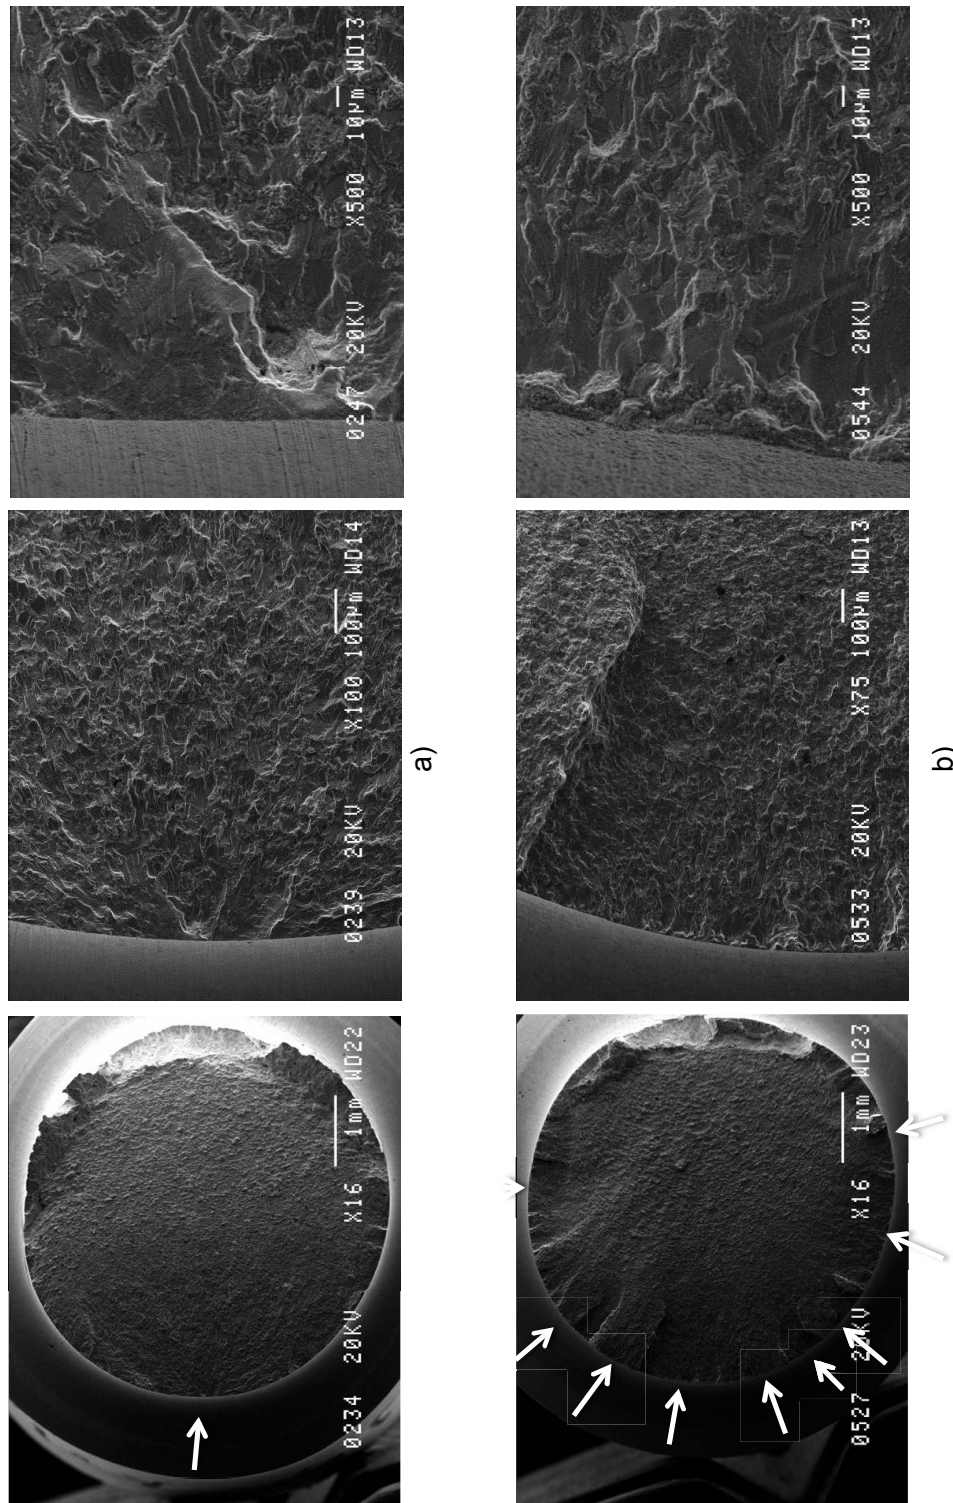 0234 20KV X16 1mm WD22
0239 20KV X100 100µm WD14
0247 20KV X500 10µm WD13
a)
0527 20KV X16 1mm WD23
0533 20KV X75 100µm WD13
0544 20KV X500 10µm WD13
b)